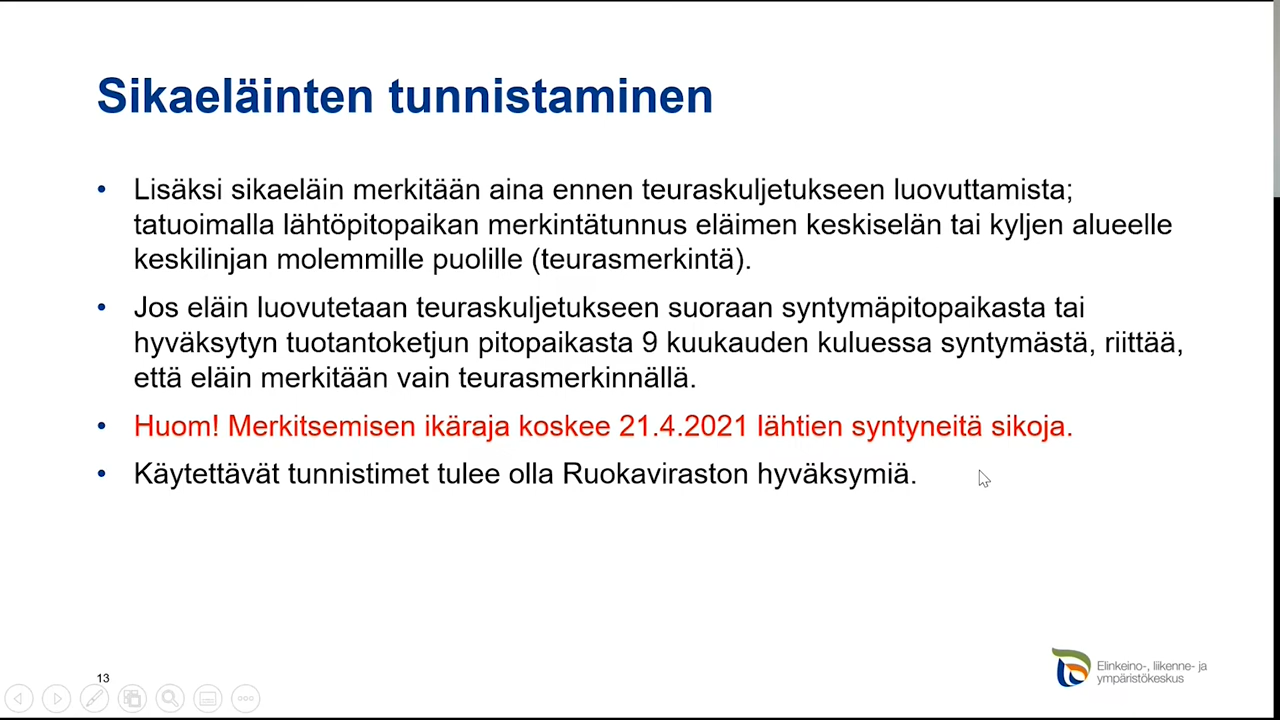 Sikaeläinten tunnistaminen
• Lisäksi sikaeläin merkitään aina ennen teuraskuljetukseen luovuttamista;
tatuoimalla lähtöpitopaikan merkintätunnus eläimen keskiselän tai kyljen alueelle
keskilinjan molemmille puolille (teurasmerkintä).
• Jos eläin luovutetaan teuraskuljetukseen suoraan syntymäpitopaikasta tai
hyväksytyn tuotantoketjun pitopaikasta 9 kuukauden kuluessa syntymästä, riittää,
että eläin merkitään vain teurasmerkinnällä.
• Huom! Merkitsemisen ikäraja koskee 21.4.2021 lähtien syntyneitä sikoja.
• Käytettävät tunnistimet tulee olla Ruokaviraston hyväksymiä.
13
Elinkeino-, liikenne- ja
ympäristökeskus